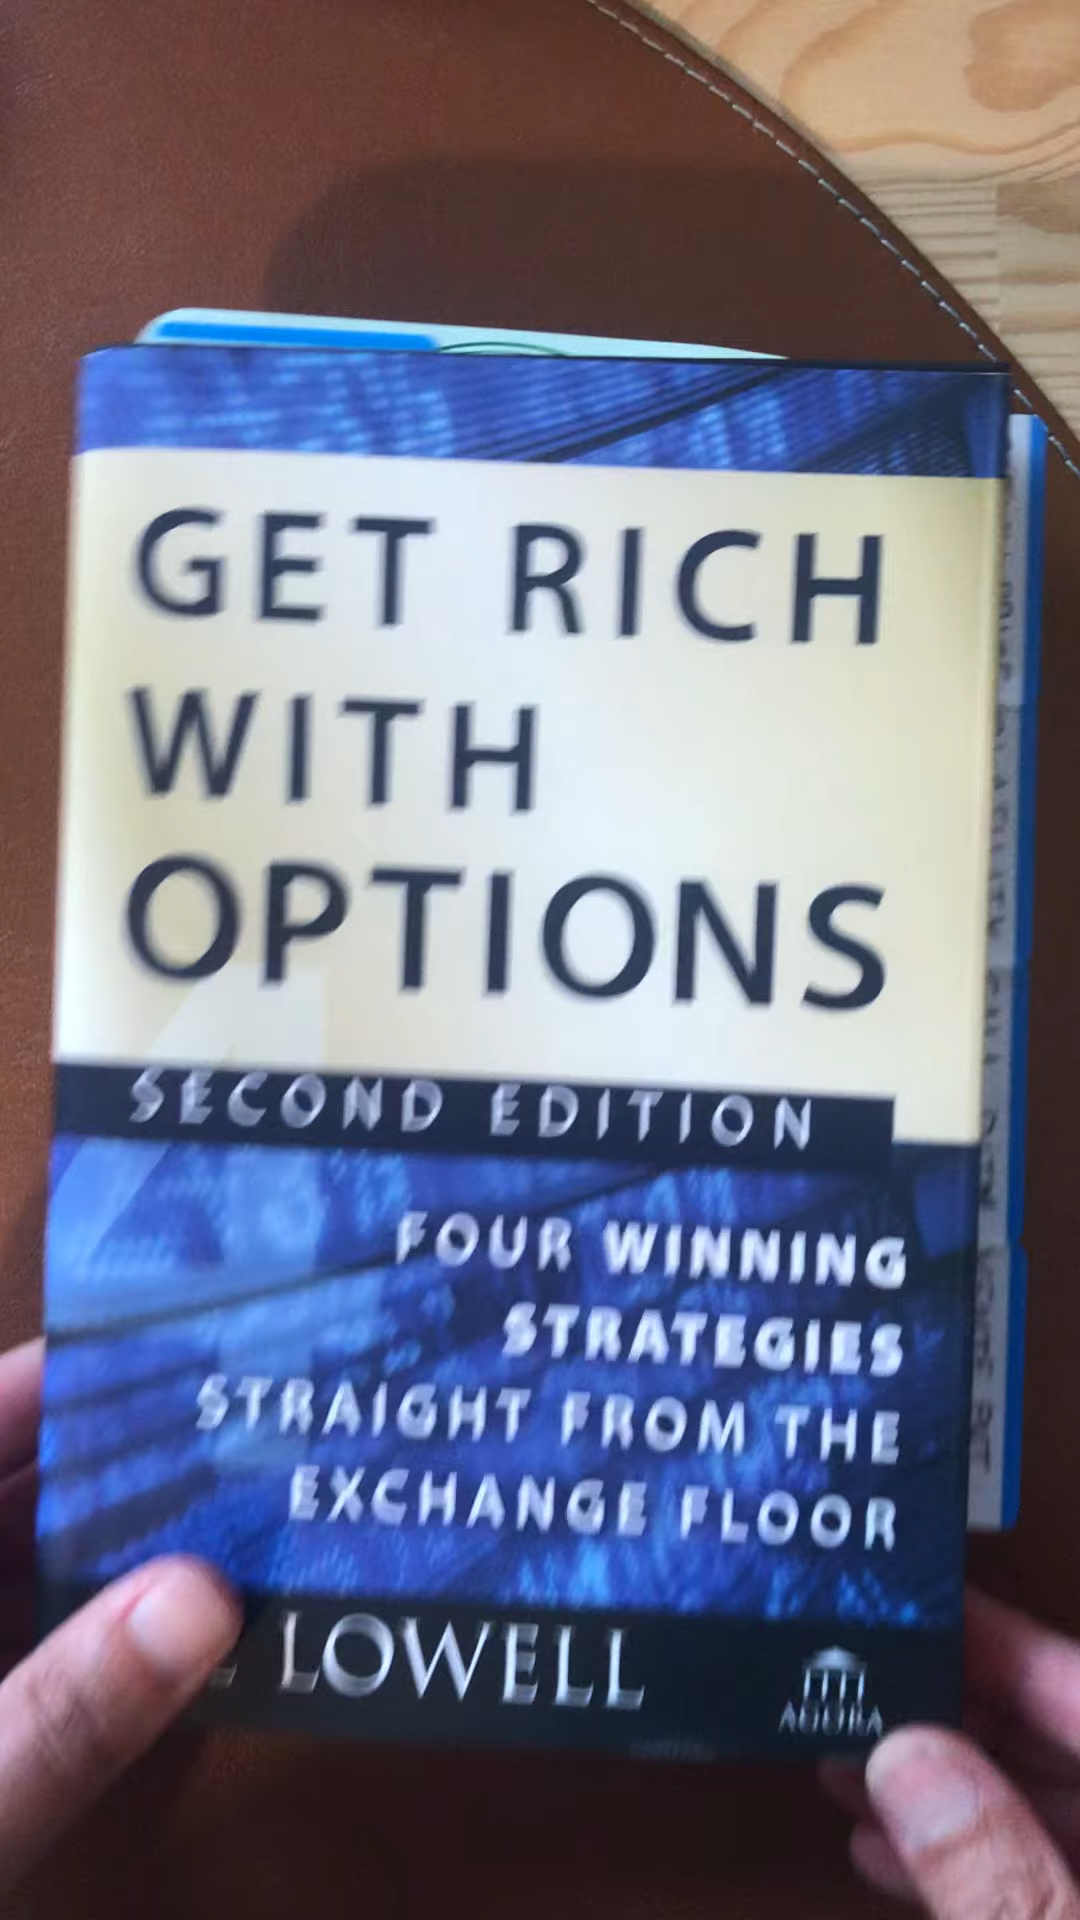 GET RICH
WITH
OPTIONS
SECOND EDITION
FOUR WINNING
STRATEGIES
STRAIGHT FROM THE
EXCHANGE FLOOR
LOWELL
AGORA